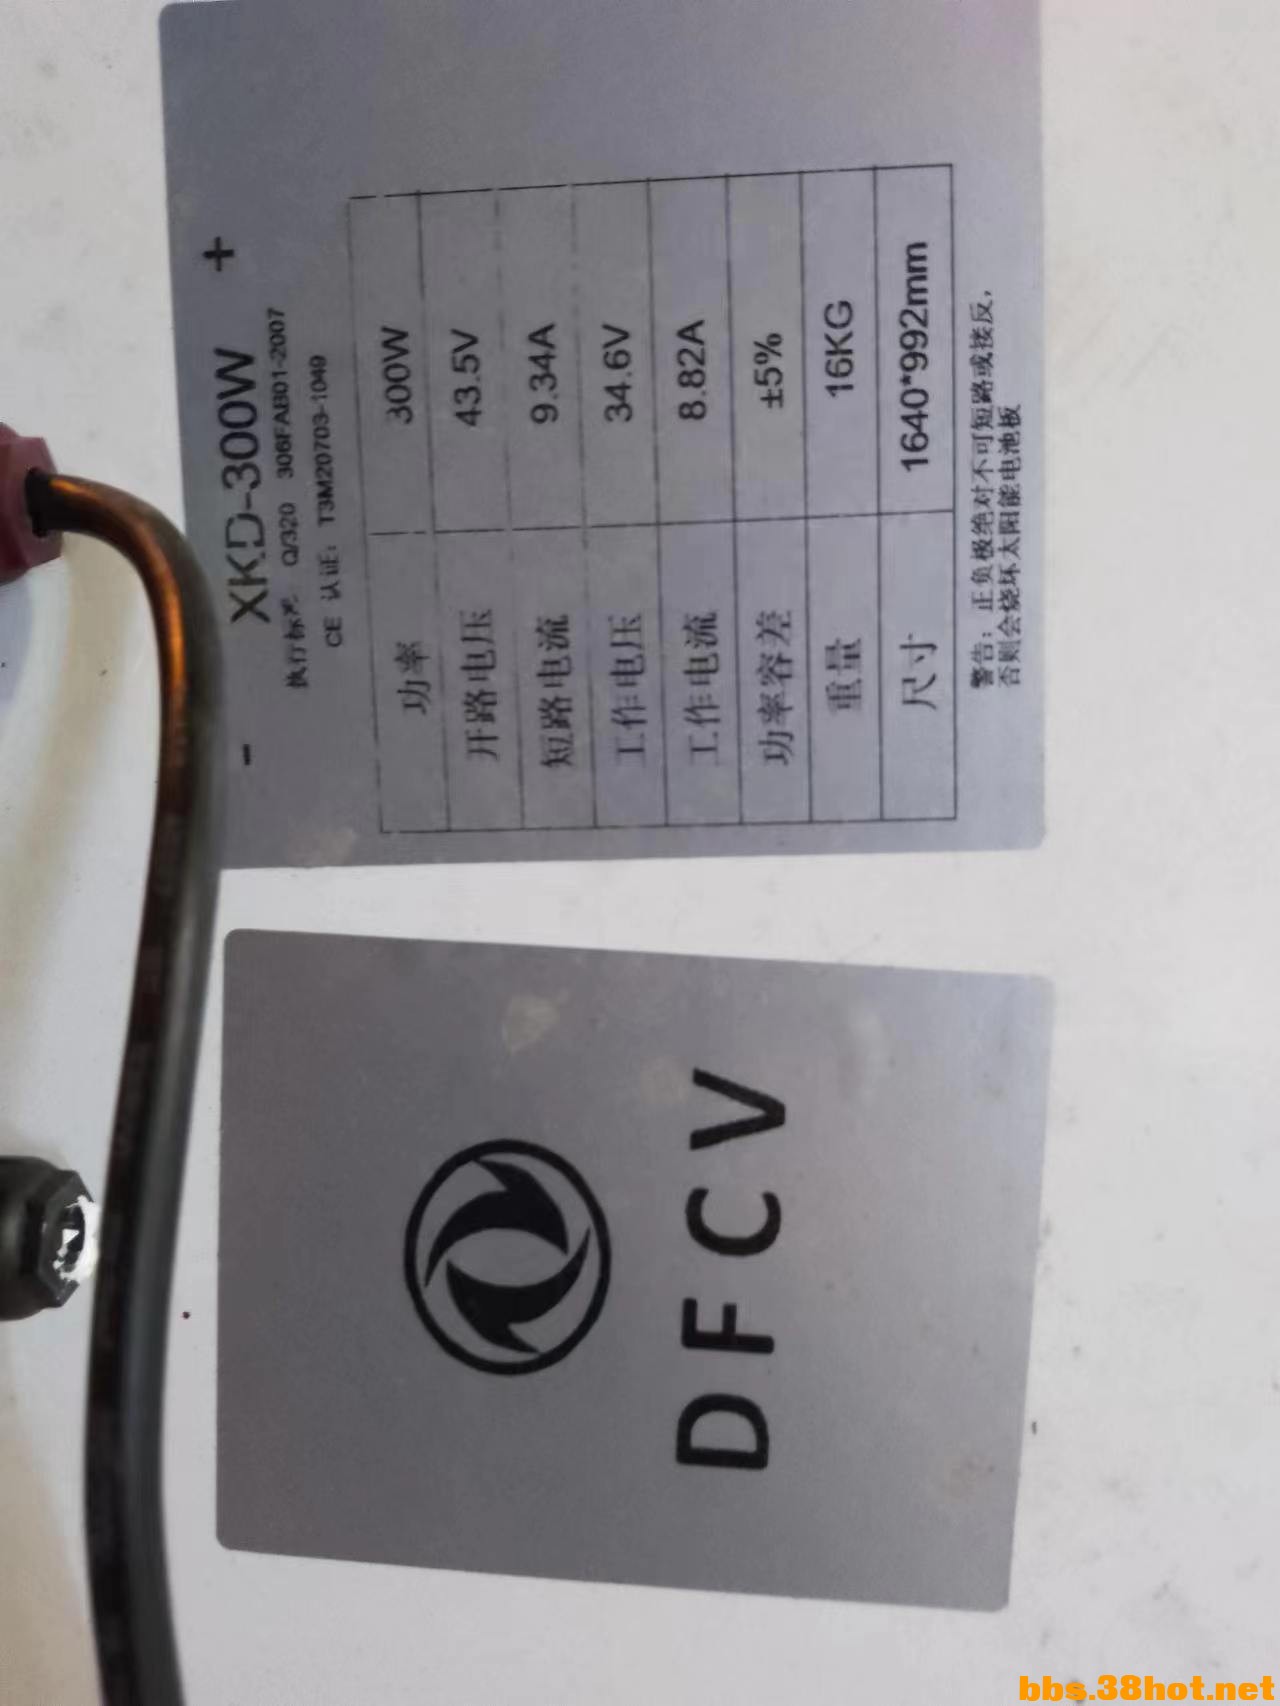 - XKD-300W +
执行标准 Q/320 306FAB01-2007
CE 认证: T3M20703-1049
功率 300W
开路电压 43.5V
短路电流 9.34A
工作电压 34.6V
工作电流 8.82A
功率容差 ±5%
重量 16KG
尺寸 1640*992mm
警告: 正负极绝对不可短路或接反,
否则会烧坏太阳能电池板
DFCV
bbs.38hot.net